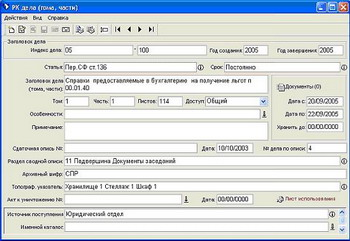 РК дела (тома, части)
Действия Вид Справка
Заголовок дела
Индекс дела: 05 - 100 Год создания 2005 Год завершения 2005
Статья: Пер.СФ ст.136 Срок: Постоянно
Заголовок дела (тома, части): Справки предоставляемые в бухгалтерию на получение льгот п 00.01.40
Документы (0)
Том: 1 Часть: 1 Листов: 114 Доступ: Общий
Дата с: 20/09/2005
Особенности:
Дата по: 22/09/2005
Примечание:
Хранить до: 00/00/0000
Сдаточная опись №: Дата: 10/2003 № дела по описи: 4
Раздел сводной описи: 11 Подвершина Документы заседаний
Архивный шифр: СПР
Топограф. указатель: Хранилище 1 Стеллаж 1 Шкаф 1
Акт к уничтожению №: Дата: 00/00/0000 Лист использования
Источник поступления: Юридический отдел
Именной каталог: